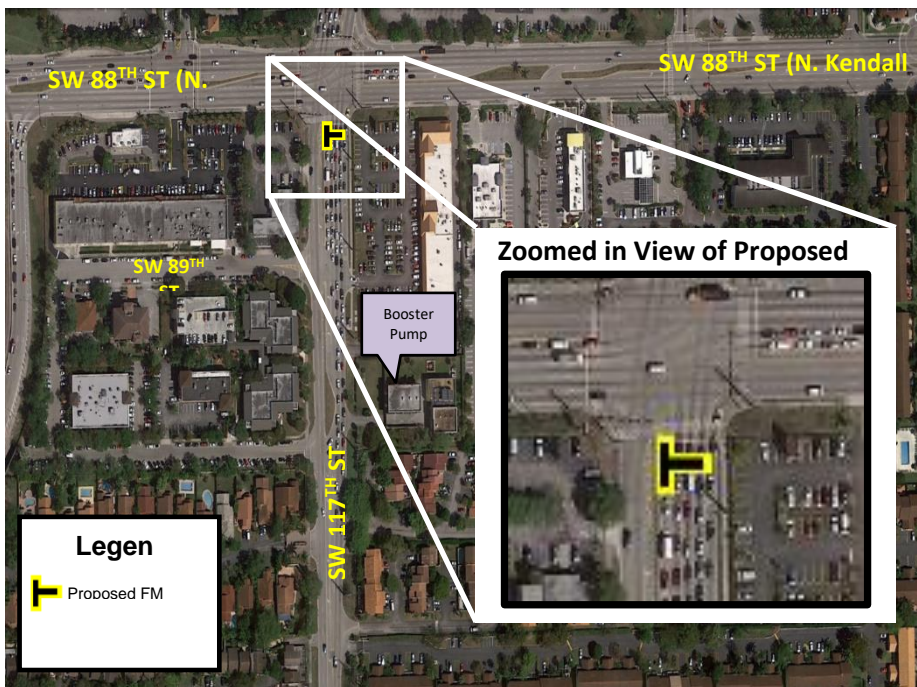 SW 88TH ST (N.
SW 88TH ST (N. Kendall
Zoomed in View of Proposed
SW 89TH
Booster
Pump
SW 117TH ST
Legen
Proposed FM